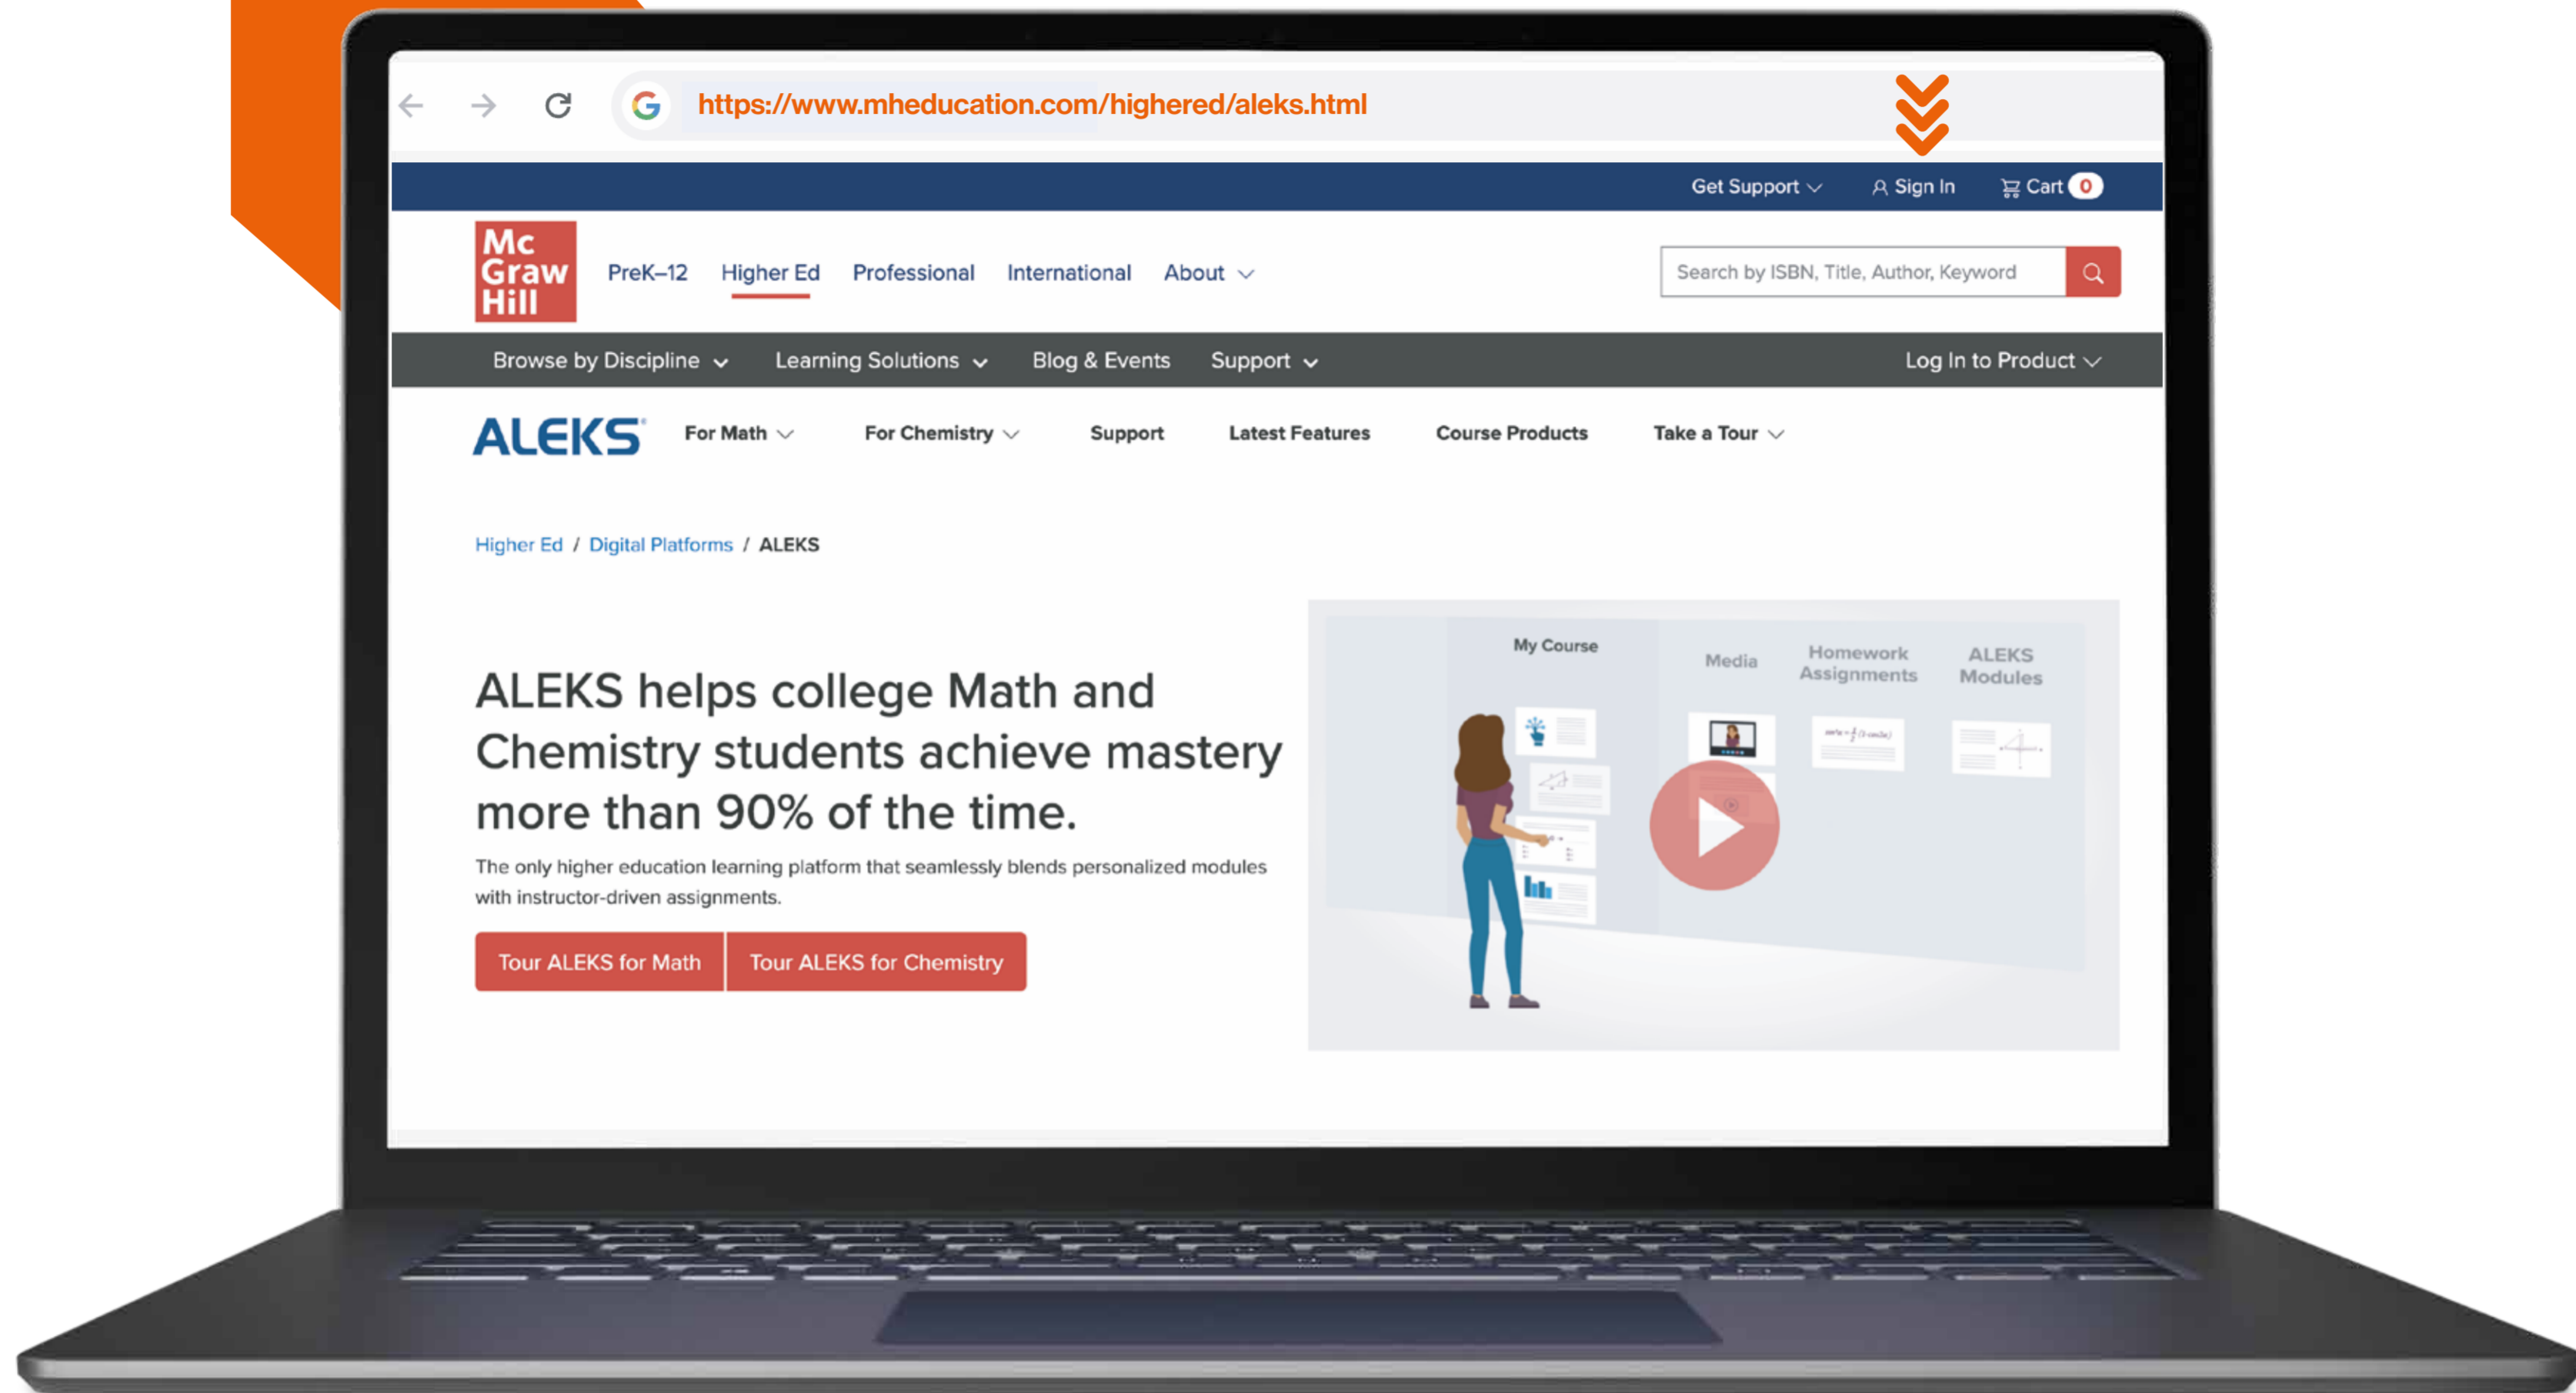 https://www.mheducation.com/highered/aleks.html
Get Support Sign In Cart 0
Mc
Graw
Hill
PreK–12 Higher Ed Professional International About
Search by ISBN, Title, Author, Keyword
Browse by Discipline Learning Solutions Blog & Events Support Log In to Product
ALEKS® For Math For Chemistry Support Latest Features Course Products Take a Tour
Higher Ed / Digital Platforms / ALEKS
ALEKS helps college Math and
Chemistry students achieve mastery
more than 90% of the time.
The only higher education learning platform that seamlessly blends personalized modules
with instructor-driven assignments.
Tour ALEKS for Math Tour ALEKS for Chemistry
My Course
Media
Homework
Assignments
ALEKS
Modules